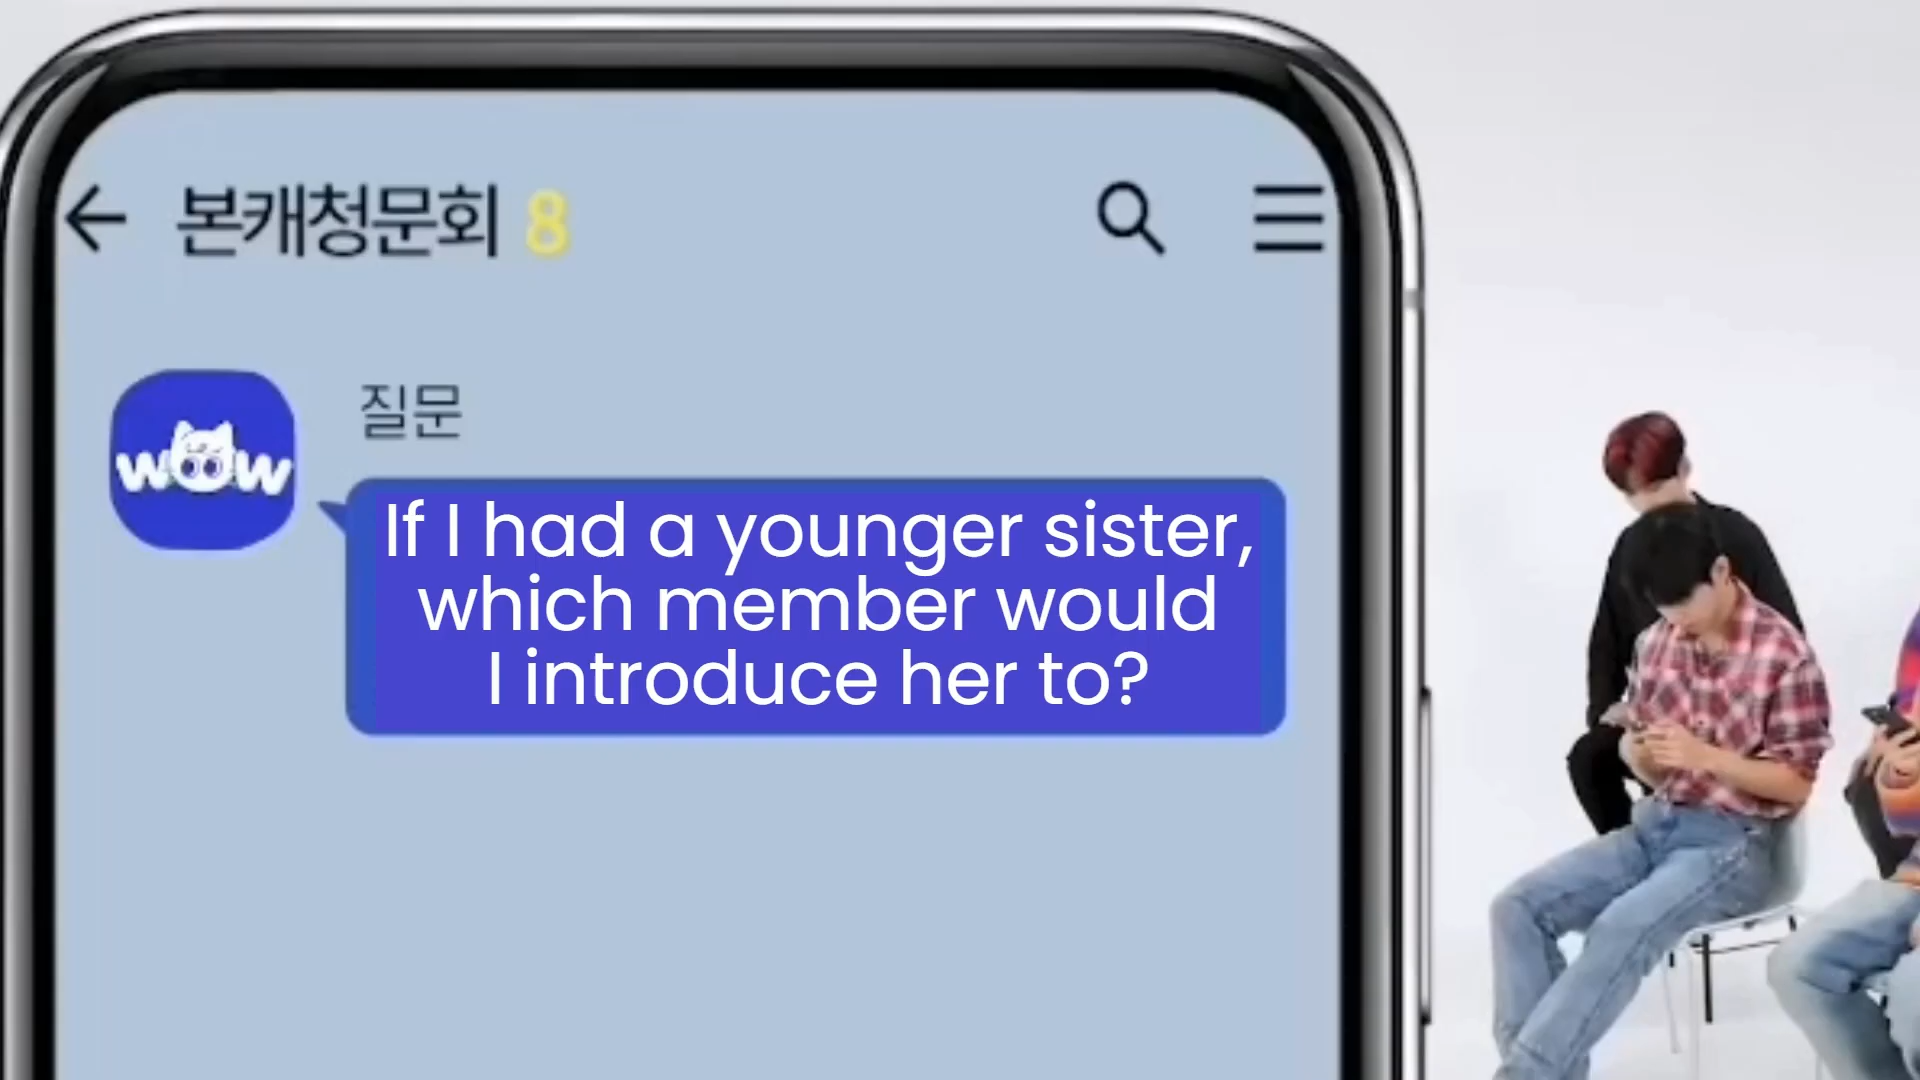 본캐청문회 8
wow
질문
If I had a younger sister,
which member would
I introduce her to?